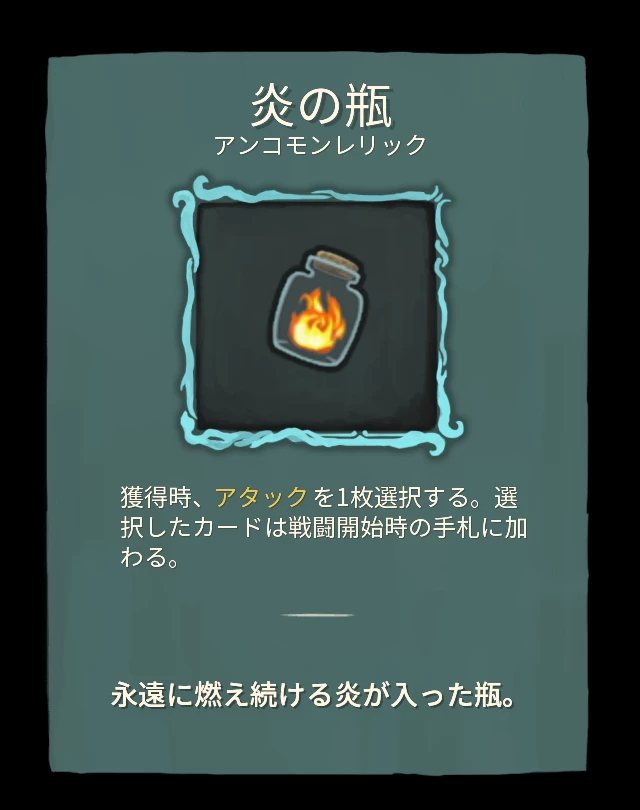 炎の瓶
アンコモンレリック
獲得時、アタックを1枚選択する。選
択したカードは戦闘開始時の手札に加
わる。
永遠に燃え続ける炎が入った瓶。